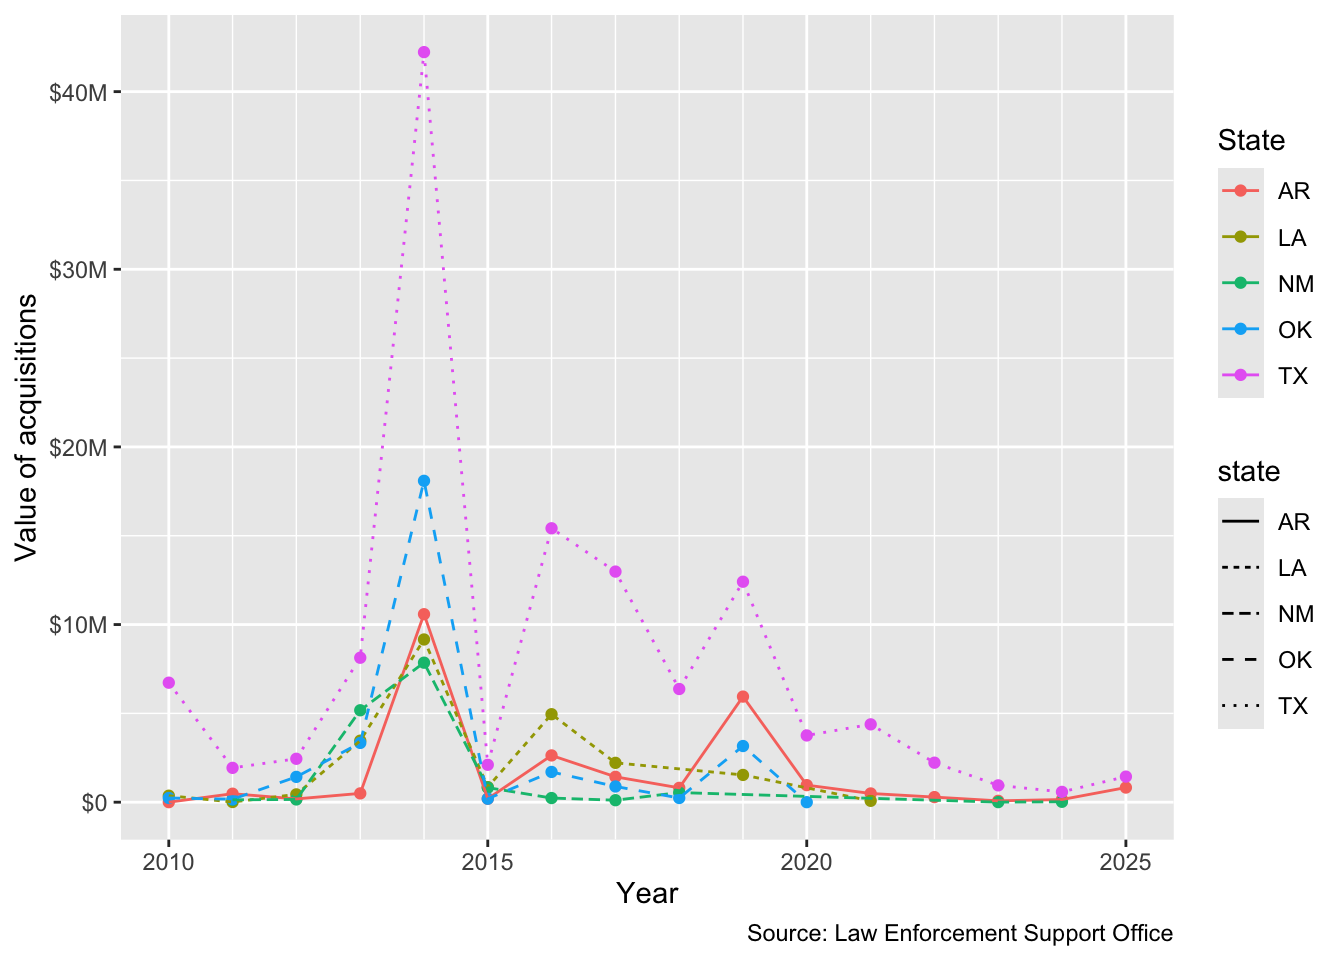 $40M
$30M
$20M
$10M
$0
Value of acquisitions
2010
2015
2020
2025
Year
Source: Law Enforcement Support Office
State
AR
LA
NM
OK
TX
state
AR
LA
NM
OK
TX